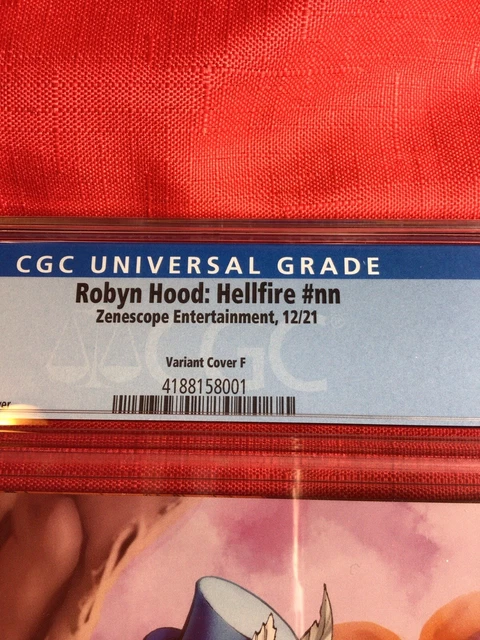 CGC UNIVERSAL GRADE
Robyn Hood: Hellfire #nn
Zenescope Entertainment, 12/21
CGC
Variant Cover F
4188158001